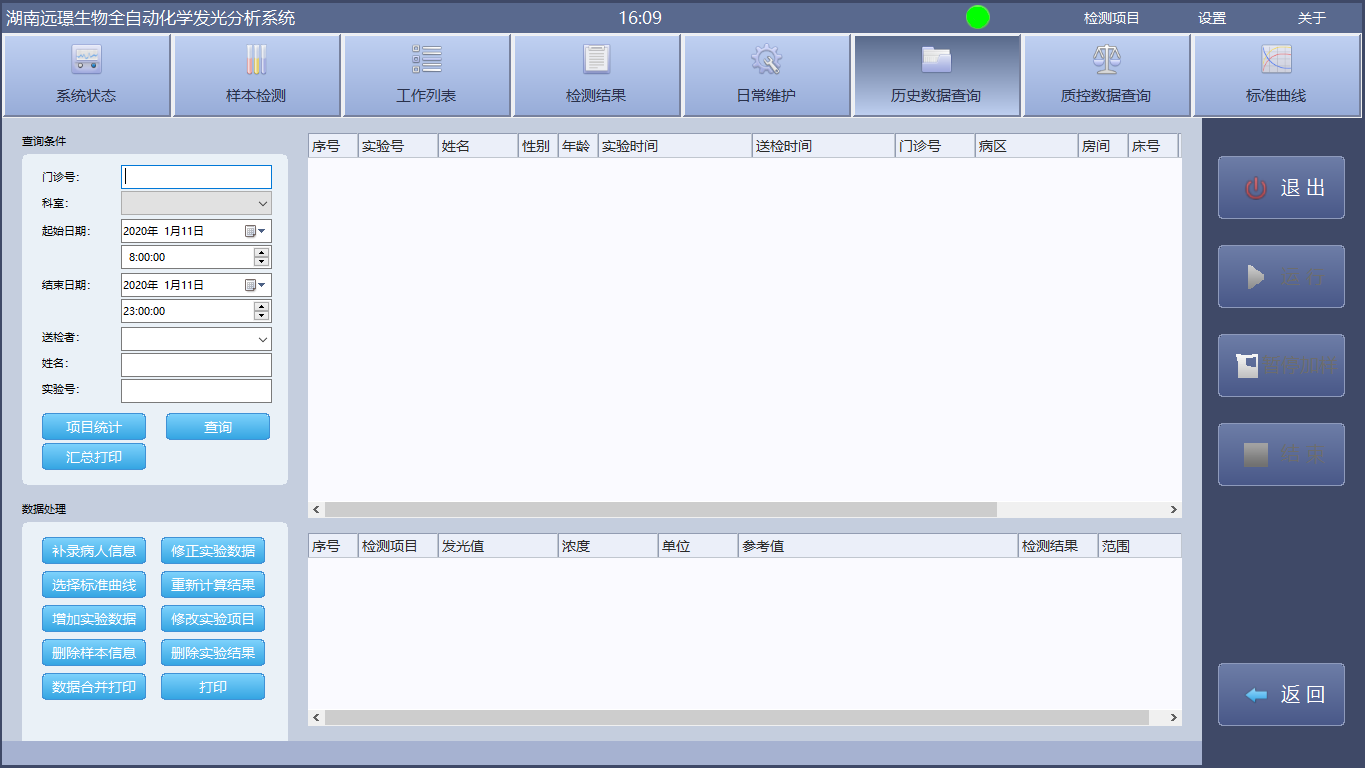 湖南远璟生物全自动化学发光分析系统 16:09 检测项目 设置 关于
系统状态 样本检测 工作列表 检测结果 日常维护 历史数据查询 质控数据查询 标准曲线
查询条件
门诊号:
科室:
起始日期: 2020年 1月11日
8:00:00
结束日期: 2020年 1月11日
23:00:00
送检者:
姓名:
实验号:
项目统计 查询
汇总打印
数据处理
补录病人信息 修正实验数据
选择标准曲线 重新计算结果
增加实验数据 修改实验项目
删除样本信息 删除实验结果
数据合并打印 打印
序号 实验号 姓名 性别 年龄 实验时间 送检时间 门诊号 病区 房间 床号
序号 检测项目 发光值 浓度 单位 参考值 检测结果 范围
退 出
返 回